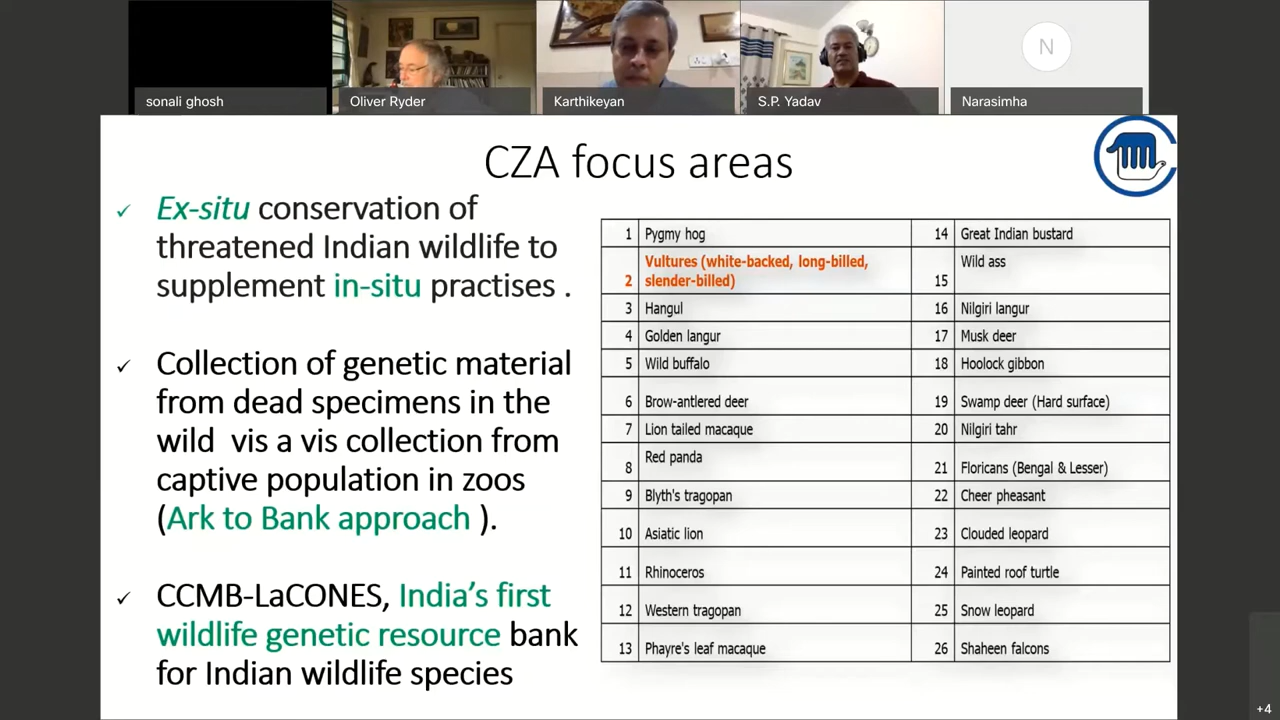 sonali ghosh
Oliver Ryder
Karthikeyan
S.P. Yadav
N
Narasimha
CZA focus areas
✓ Ex-situ conservation of
threatened Indian wildlife to
supplement in-situ practises .
✓ Collection of genetic material
from dead specimens in the
wild vis a vis collection from
captive population in zoos
(Ark to Bank approach ).
✓ CCMB-LaCONES, India's first
wildlife genetic resource bank
for Indian wildlife species
1 Pygmy hog 14 Great Indian bustard
2 Vultures (white-backed, long-billed,
slender-billed) 15 Wild ass
3 Hangul 16 Nilgiri langur
4 Golden langur 17 Musk deer
5 Wild buffalo 18 Hoolock gibbon
6 Brow-antlered deer 19 Swamp deer (Hard surface)
7 Lion tailed macaque 20 Nilgiri tahr
8 Red panda 21 Floricans (Bengal & Lesser)
9 Blyth's tragopan 22 Cheer pheasant
10 Asiatic lion 23 Clouded leopard
11 Rhinoceros 24 Painted roof turtle
12 Western tragopan 25 Snow leopard
13 Phayre's leaf macaque 26 Shaheen falcons
+4